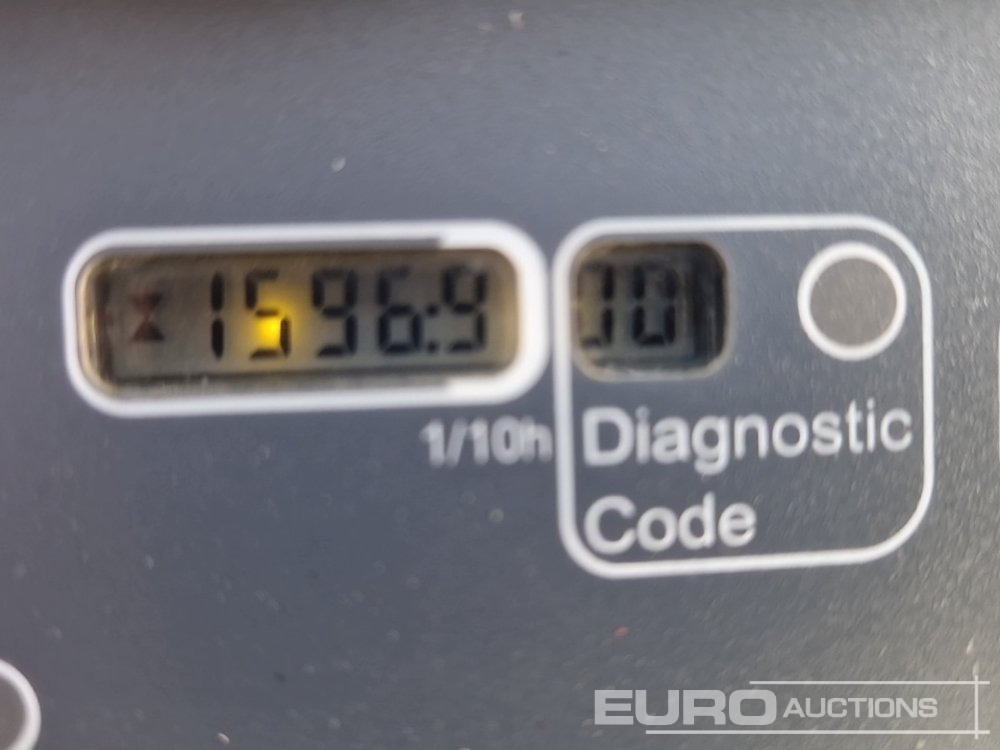 1596:9
00
1/10h
Diagnostic
Code
EURO AUCTIONS